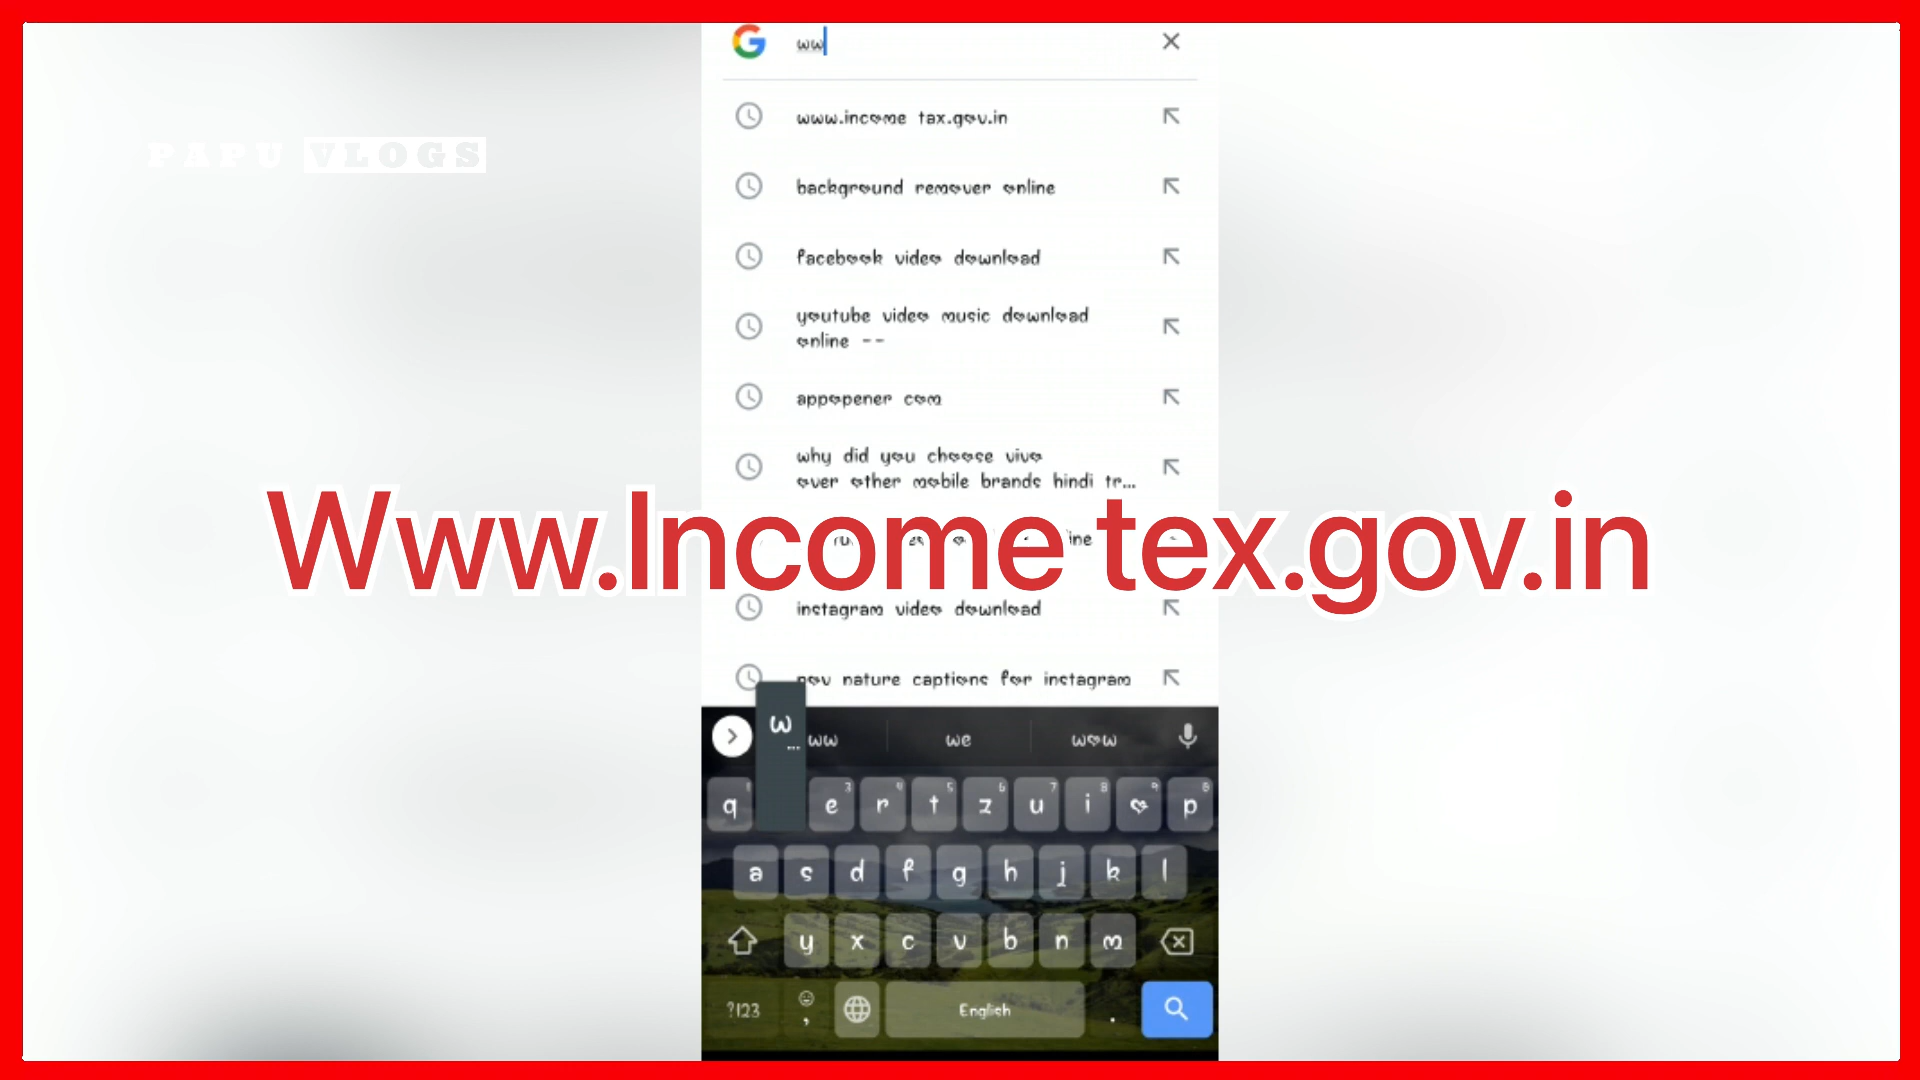 ww
PAPU VLOGS
www.income tax.gov.in
background remover online
facebook video download
youtube video music download
online --
appopener com
why did you choose vivo
over other mobile brands hindi tr...
Www.Income tex.gov.in
instagram video download
nature captions for instagram
w
... ww we wow
q e r t z u i o p
a s d f g h j k l
y x c v b n m
?123 , English .